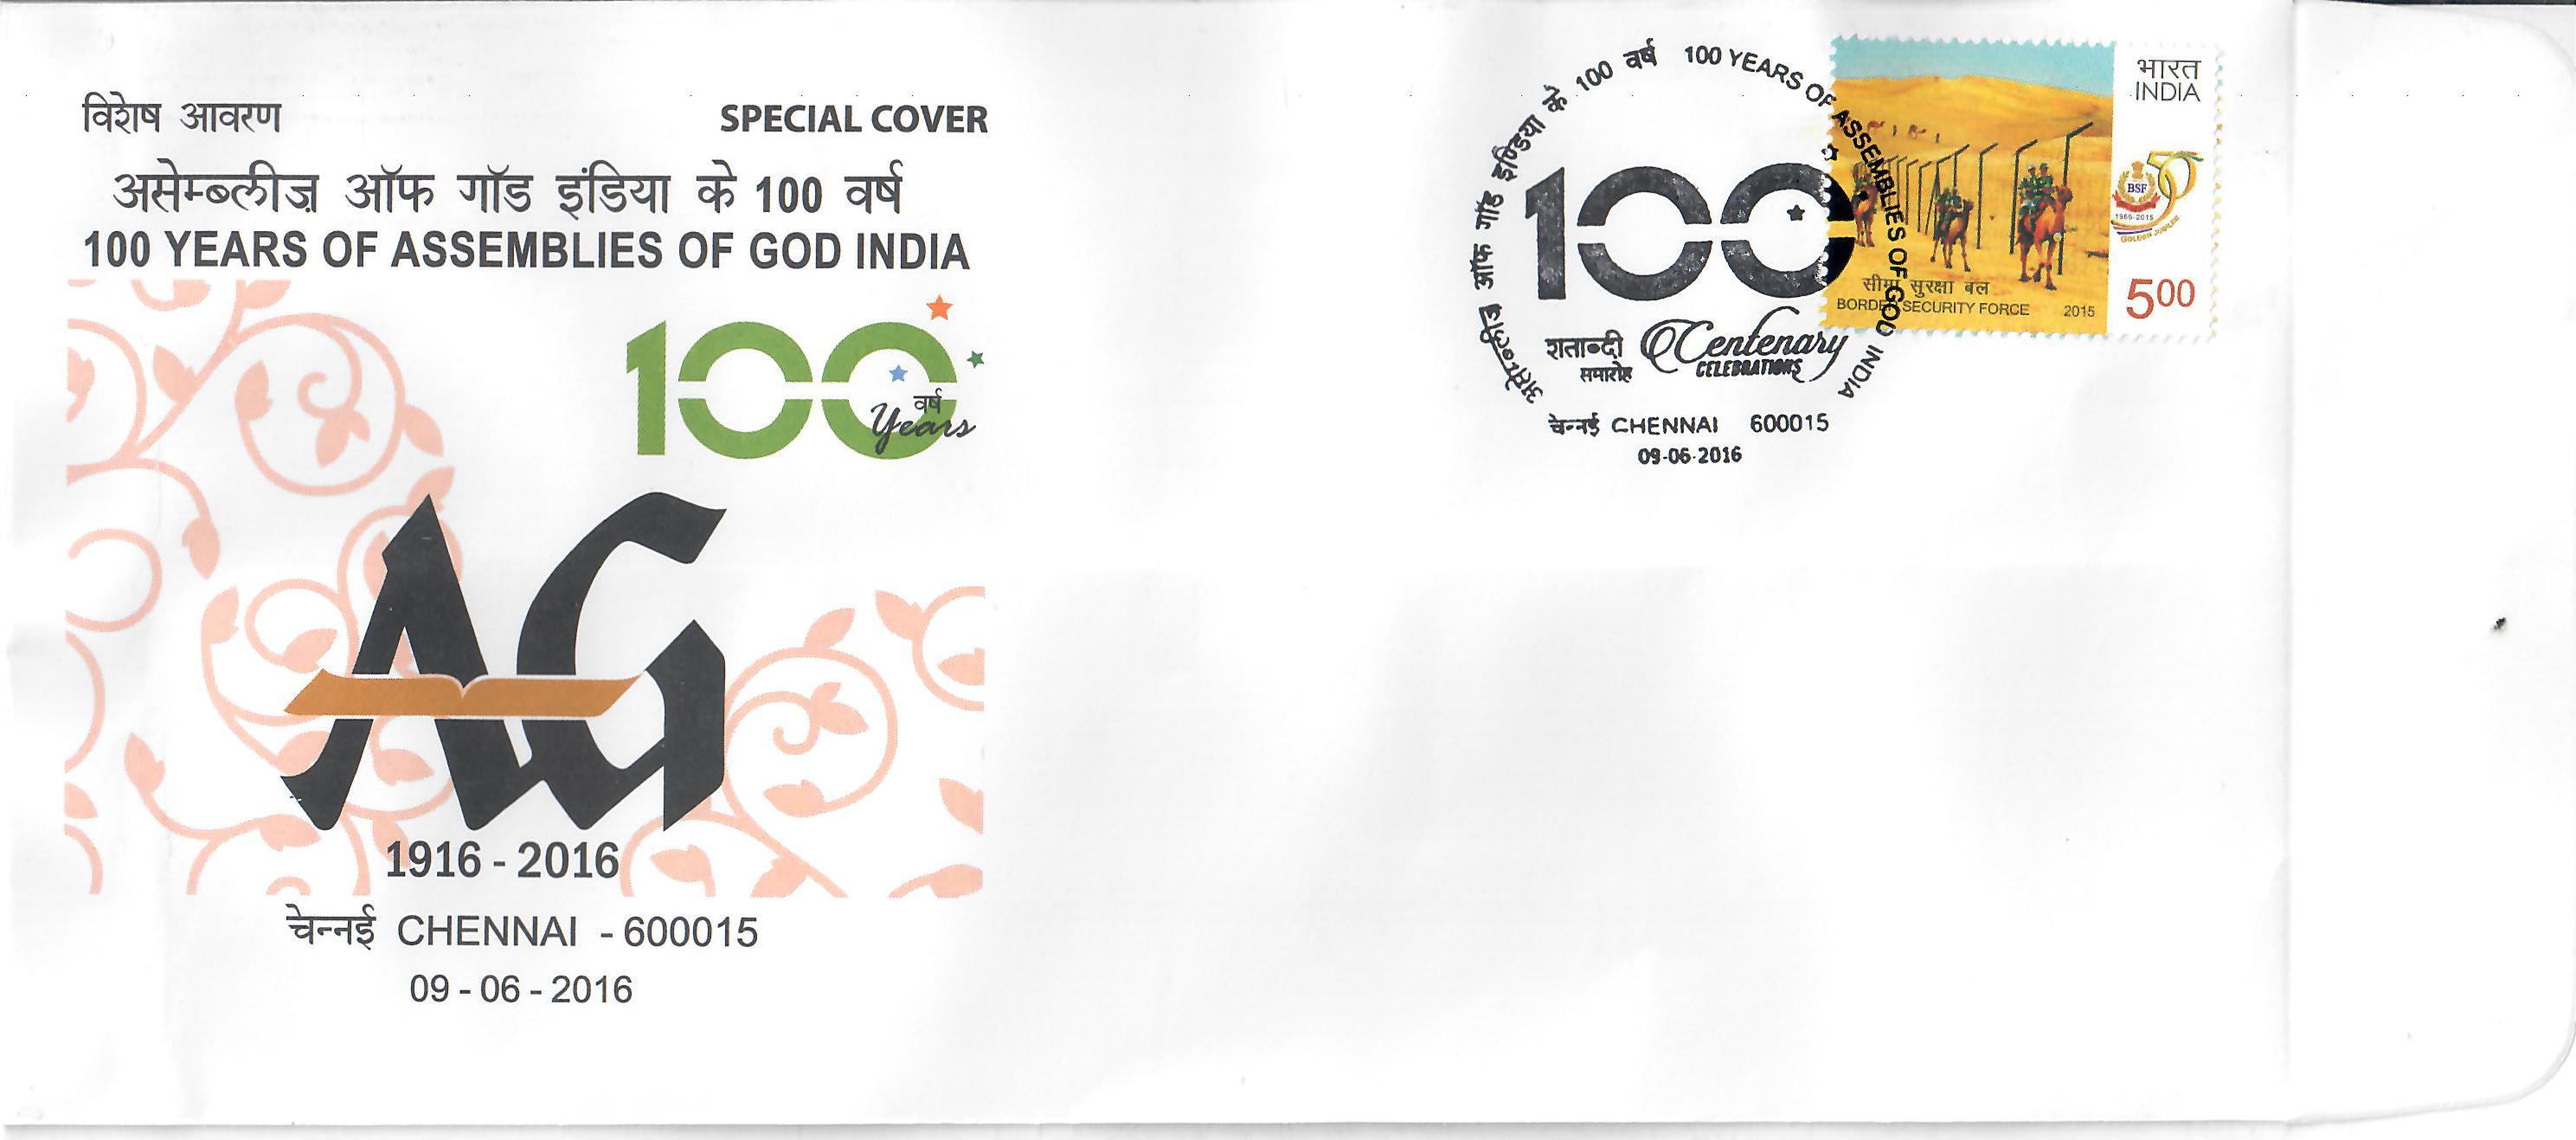 विशेष आवरण SPECIAL COVER
असेम्ब्लीज़ ऑफ गॉड इंडिया के 100 वर्ष
100 YEARS OF ASSEMBLIES OF GOD INDIA
100
वर्ष
Years
AG
1916 - 2016
चेन्नई CHENNAI - 600015
09 - 06 - 2016
असेम्ब्लीज़ ऑफ गॉड इण्डिया के 100 वर्ष 100 YEARS OF ASSEMBLIES OF GOD INDIA
100
शताब्दी समारोह
Centenary
CELEBRATIONS
चेन्नई CHENNAI 600015
09-06-2016
भारत
INDIA
50
BSF
1965-2015
GOLDEN JUBILEE
सीमा सुरक्षा बल
BORDER SECURITY FORCE 2015
500